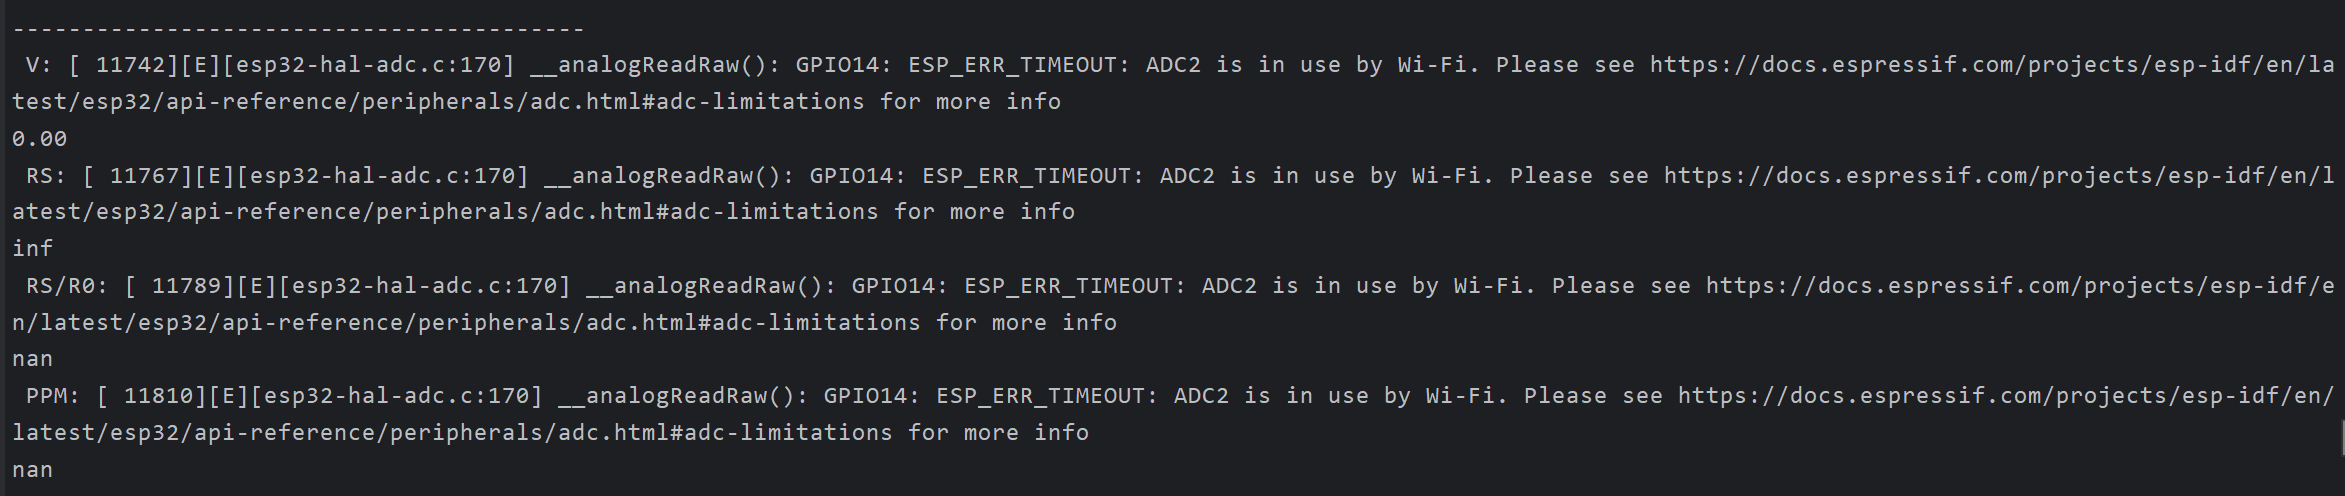 -----------------------------------------
V: [ 11742][E][esp32-hal-adc.c:170] __analogReadRaw(): GPIO14: ESP_ERR_TIMEOUT: ADC2 is in use by Wi-Fi. Please see https://docs.espressif.com/projects/esp-idf/en/la
test/esp32/api-reference/peripherals/adc.html#adc-limitations for more info
0.00
RS: [ 11767][E][esp32-hal-adc.c:170] __analogReadRaw(): GPIO14: ESP_ERR_TIMEOUT: ADC2 is in use by Wi-Fi. Please see https://docs.espressif.com/projects/esp-idf/en/l
atest/esp32/api-reference/peripherals/adc.html#adc-limitations for more info
inf
RS/R0: [ 11789][E][esp32-hal-adc.c:170] __analogReadRaw(): GPIO14: ESP_ERR_TIMEOUT: ADC2 is in use by Wi-Fi. Please see https://docs.espressif.com/projects/esp-idf/e
n/latest/esp32/api-reference/peripherals/adc.html#adc-limitations for more info
nan
PPM: [ 11810][E][esp32-hal-adc.c:170] __analogReadRaw(): GPIO14: ESP_ERR_TIMEOUT: ADC2 is in use by Wi-Fi. Please see https://docs.espressif.com/projects/esp-idf/en/
latest/esp32/api-reference/peripherals/adc.html#adc-limitations for more info
nan